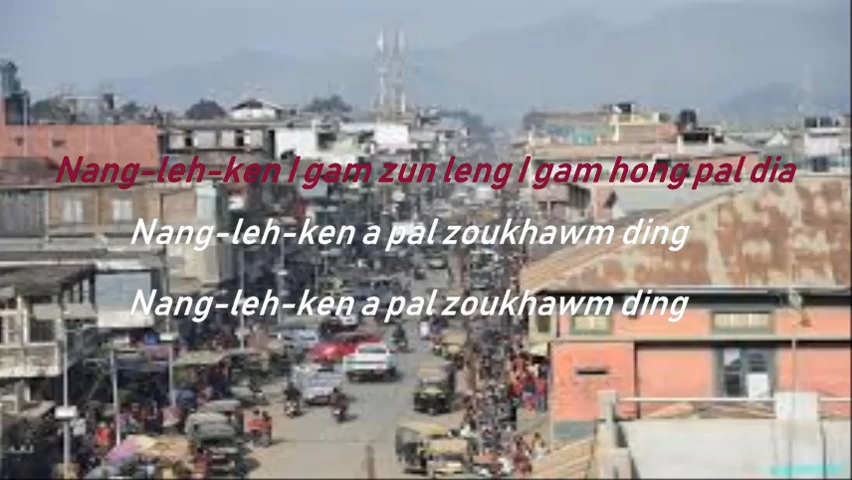 Nang-leh-ken I gam zun leng I gam hong pal dia
Nang-leh-ken a pal zoukhawm ding
Nang-leh-ken a pal zoukhawm ding